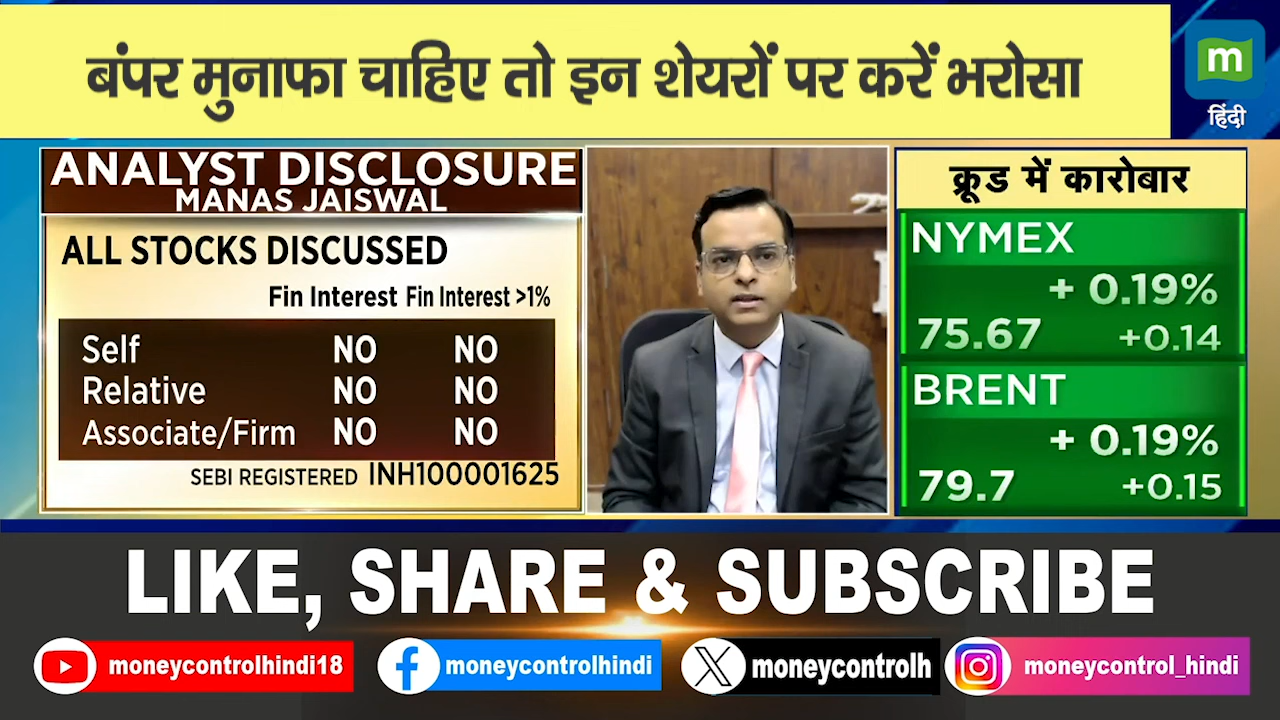 बंपर मुनाफा चाहिए तो इन शेयरों पर करें भरोसा
m
हिंदी
ANALYST DISCLOSURE
MANAS JAISWAL
ALL STOCKS DISCUSSED
Fin Interest Fin Interest >1%
Self NO NO
Relative NO NO
Associate/Firm NO NO
SEBI REGISTERED INH100001625
क्रूड में कारोबार
NYMEX
+ 0.19%
75.67 +0.14
BRENT
+ 0.19%
79.7 +0.15
LIKE, SHARE & SUBSCRIBE
moneycontrolhindi18 moneycontrolhindi moneycontrolh moneycontrol_hindi